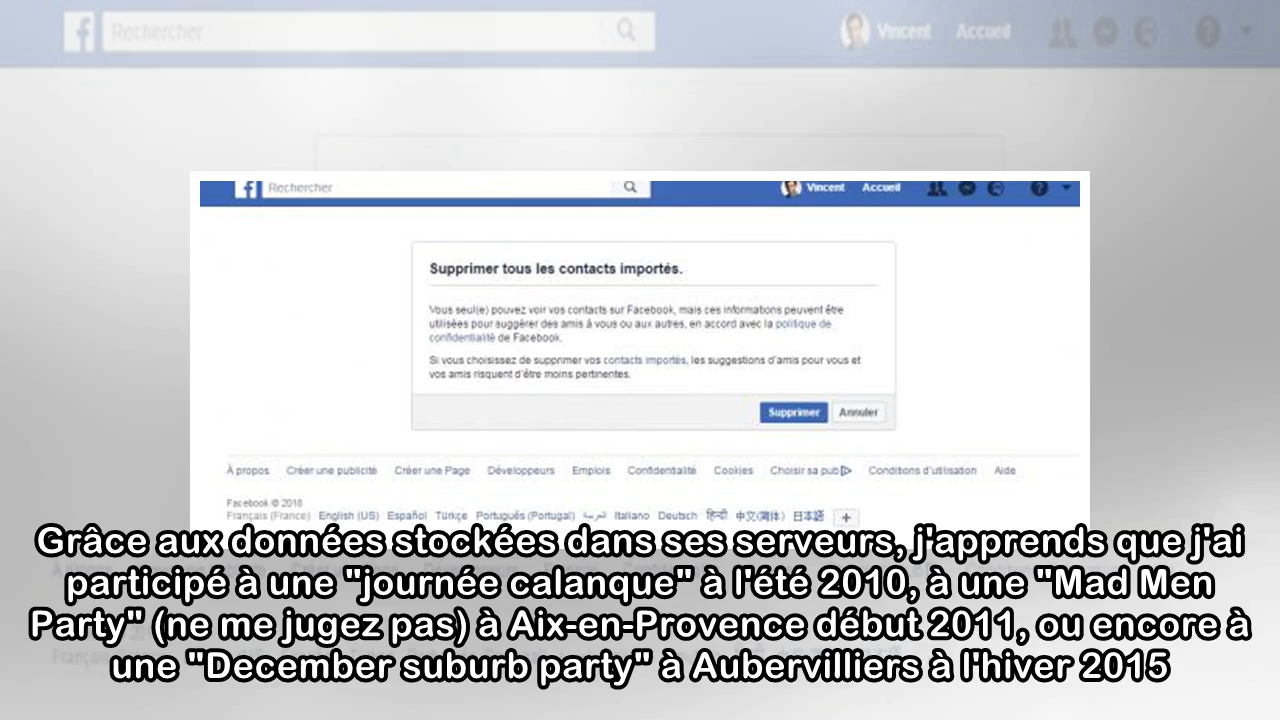 Rechercher
Vincent Accueil
Rechercher
Vincent Accueil
Supprimer tous les contacts importés.
Vous seul(e) pouvez voir vos contacts sur Facebook, mais ces informations peuvent être
utilisées pour suggérer des amis à vous ou aux autres, en accord avec la politique de
confidentialité de Facebook.
Si vous choisissez de supprimer vos contacts importés, les suggestions d'amis pour vous et
vos amis risquent d'être moins pertinentes.
Supprimer Annuler
À propos Créer une publicité Créer une Page Développeurs Emplois Confidentialité Cookies Choisir sa pub Conditions d'utilisation Aide
Facebook © 2018
Français (France) English (US) Español Türkçe Português (Portugal) العربية Italiano Deutsch हिन्दी 中文(简体) 日本語
Grâce aux données stockées dans ses serveurs, j'apprends que j'ai
participé à une "journée calanque" à l'été 2010, à une "Mad Men
Party" (ne me jugez pas) à Aix-en-Provence début 2011, ou encore à
une "December suburb party" à Aubervilliers à l'hiver 2015